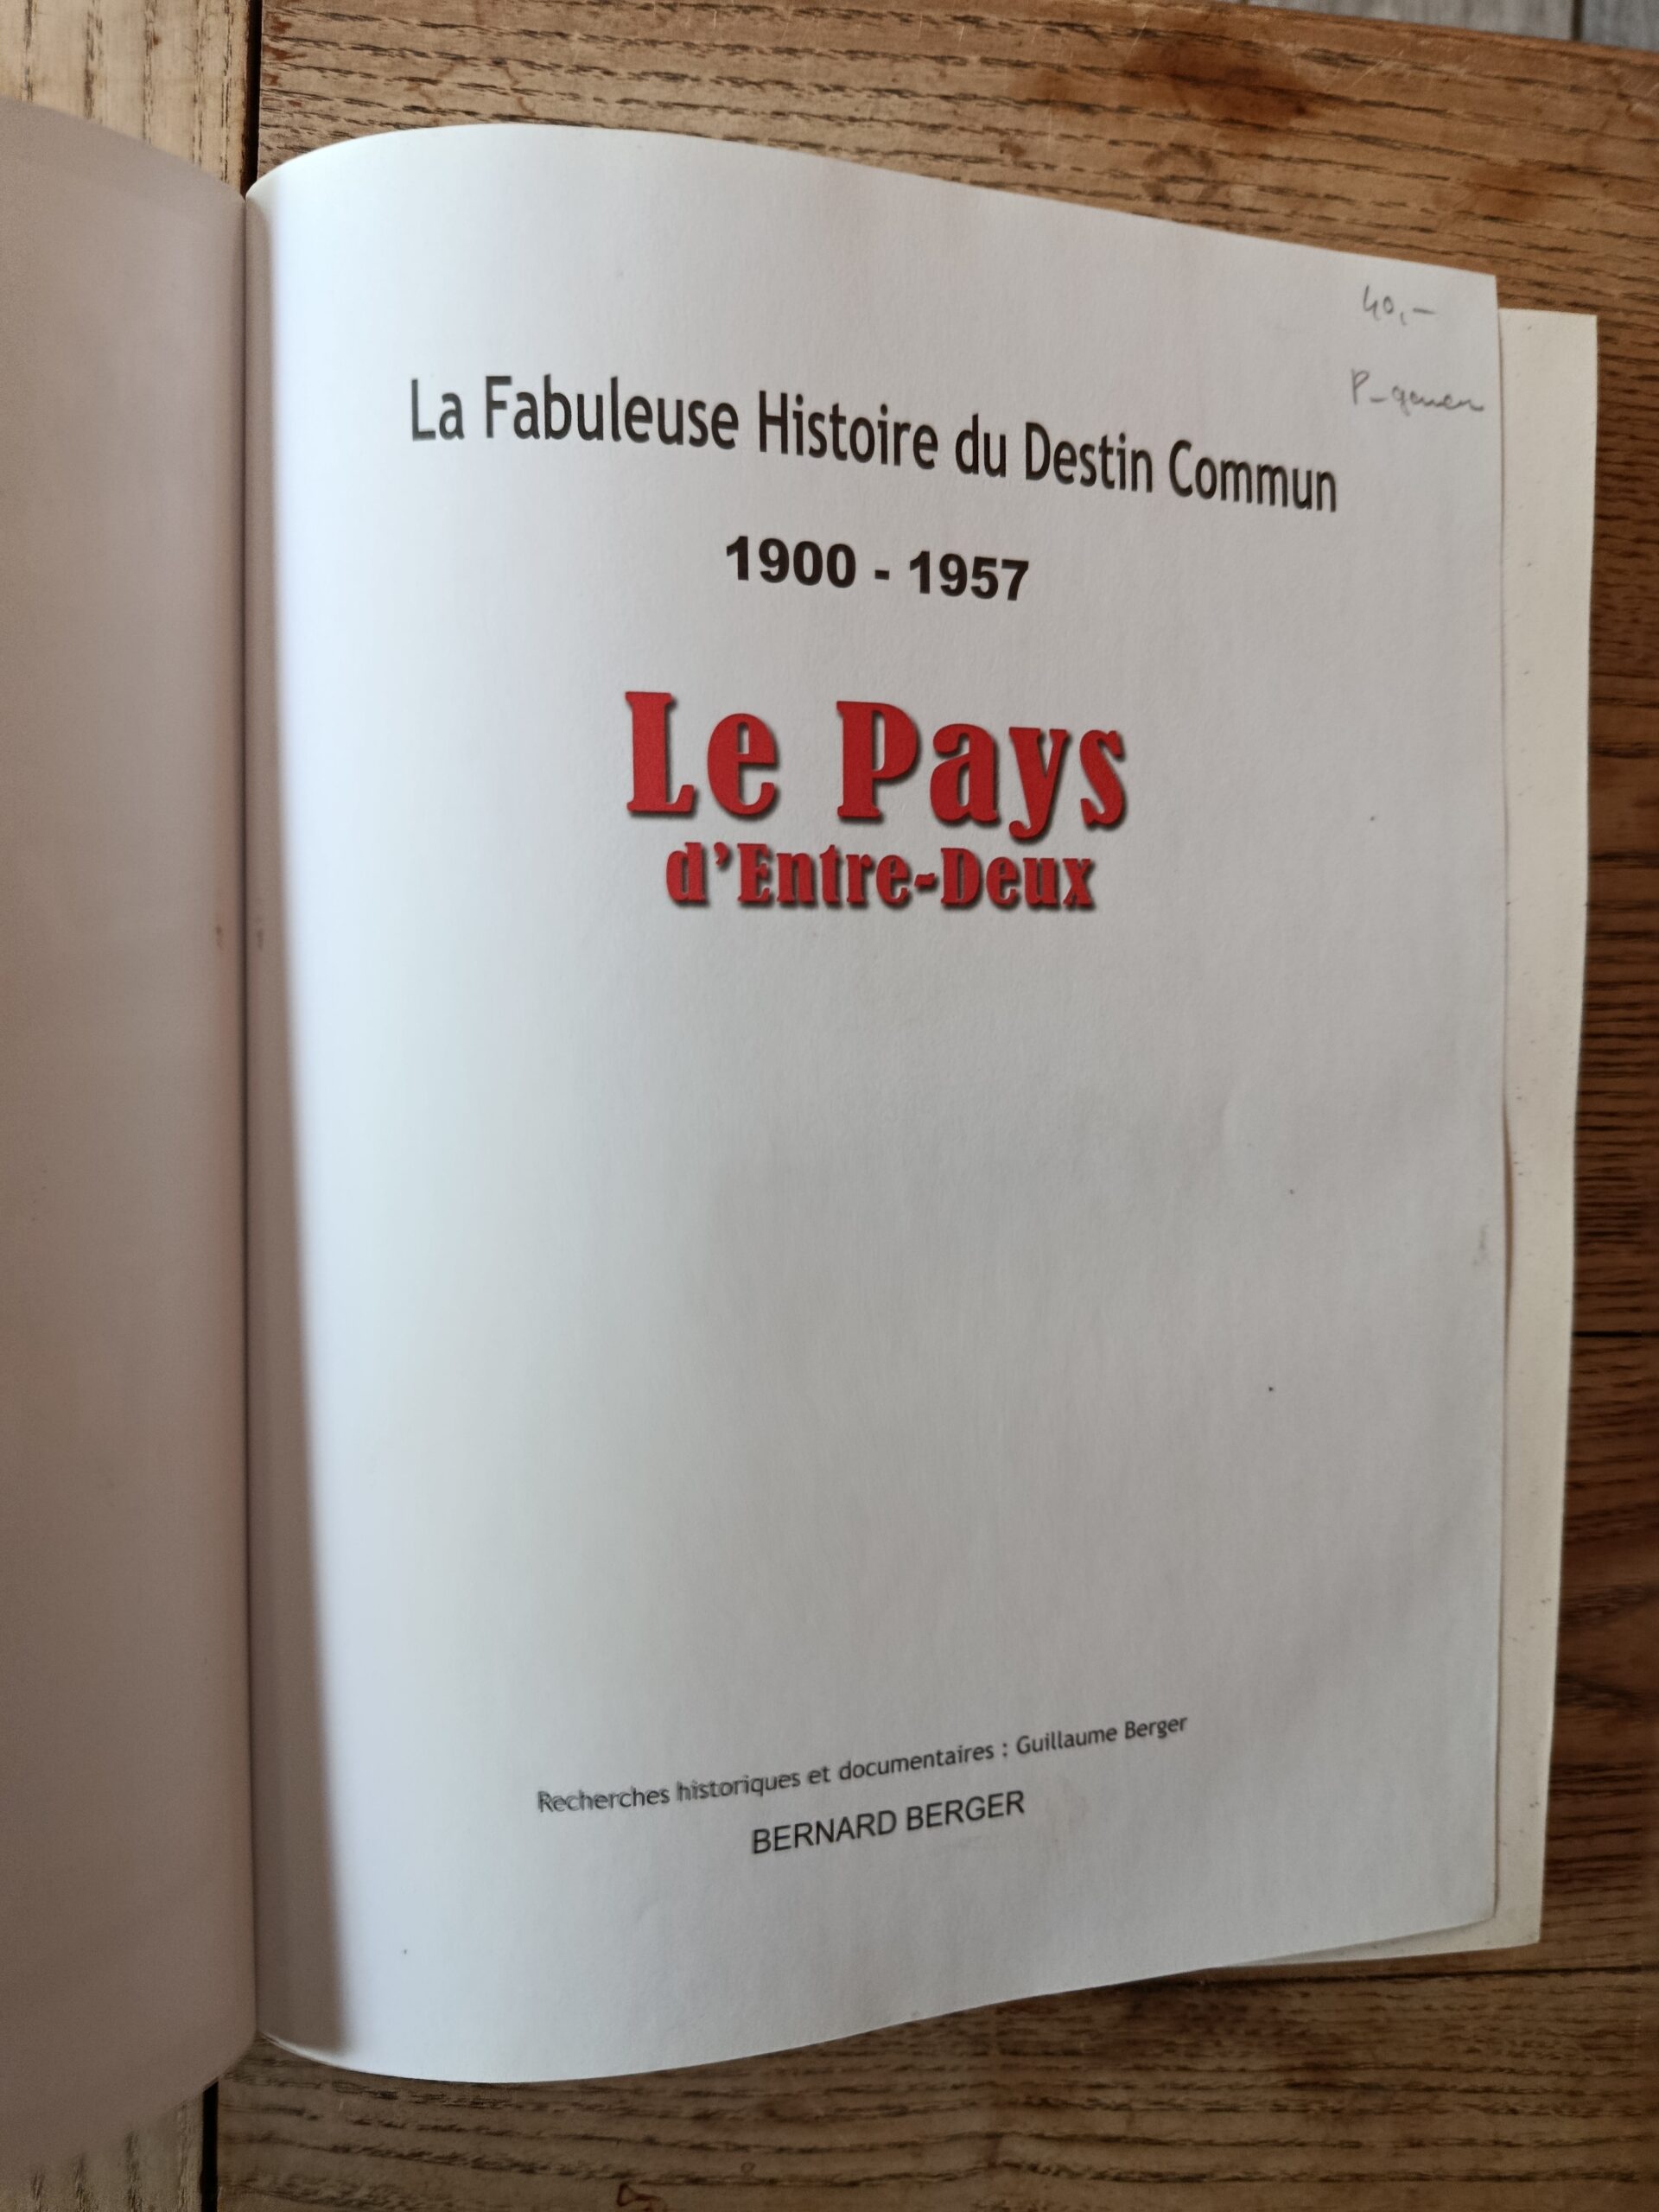 40,-
La Fabuleuse Histoire du Destin Commun
1900 - 1957
Le Pays
d'Entre-Deux
Recherches historiques et documentaires : Guillaume Berger
BERNARD BERGER